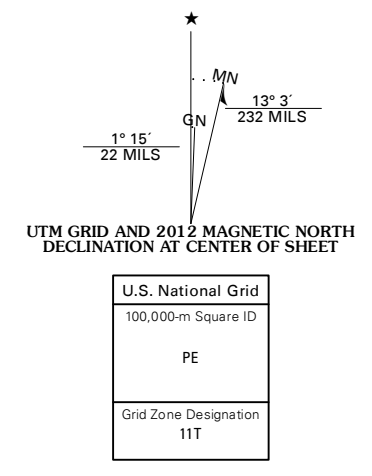 ★
MN
13° 3´
232 MILS
GN
1° 15´
22 MILS
UTM GRID AND 2012 MAGNETIC NORTH
DECLINATION AT CENTER OF SHEET
U.S. National Grid
100,000-m Square ID
PE
Grid Zone Designation
11T